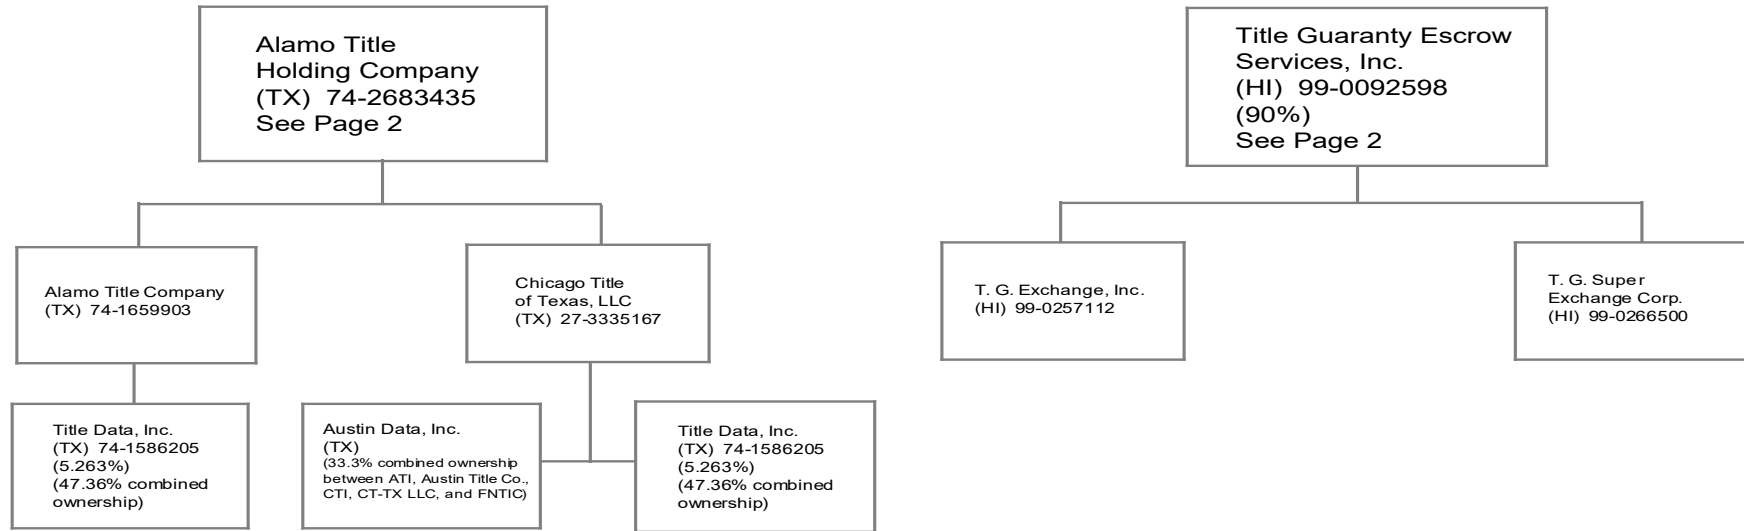 Alamo Title
Holding Company
(TX) 74-2683435
See Page 2
Title Guaranty Escrow
Services, Inc.
(HI) 99-0092598
(90%)
See Page 2
Alamo Title Company
(TX) 74-1659903
Chicago Title
of Texas, LLC
(TX) 27-3335167
T. G. Exchange, Inc.
(HI) 99-0257112
T. G. Super
Exchange Corp.
(HI) 99-0266500
Title Data, Inc.
(TX) 74-1586205
(5.263%)
(47.36% combined
ownership)
Austin Data, Inc.
(TX)
(33.3% combined ownership
between ATI, Austin Title Co.,
CTI, CT-TX LLC, and FNTIC)
Title Data, Inc.
(TX) 74-1586205
(5.263%)
(47.36% combined
ownership)